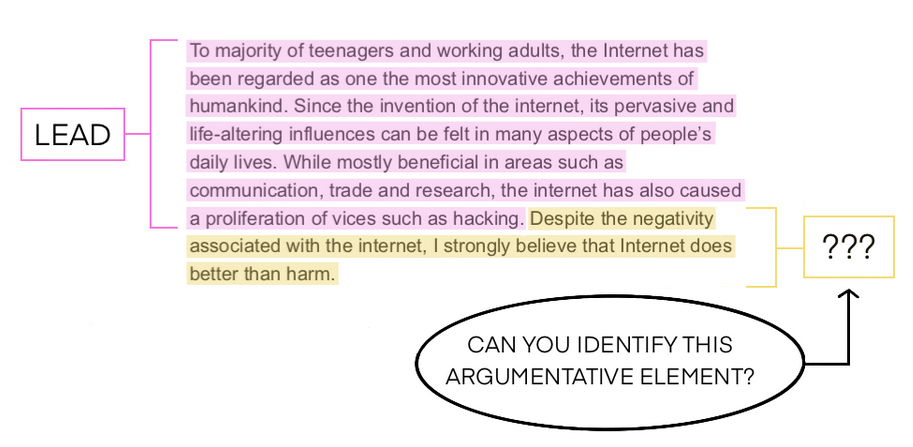 To majority of teenagers and working adults, the Internet has
been regarded as one the most innovative achievements of
humankind. Since the invention of the internet, its pervasive and
LEAD
life-altering influences can be felt in many aspects of people's
daily lives. While mostly beneficial in areas such as
communication, trade and research, the internet has also caused
a proliferation of vices such as hacking. Despite the negativity
associated with the internet, I strongly believe that Internet does
better than harm.
???
CAN YOU IDENTIFY THIS
ARGUMENTATIVE ELEMENT?